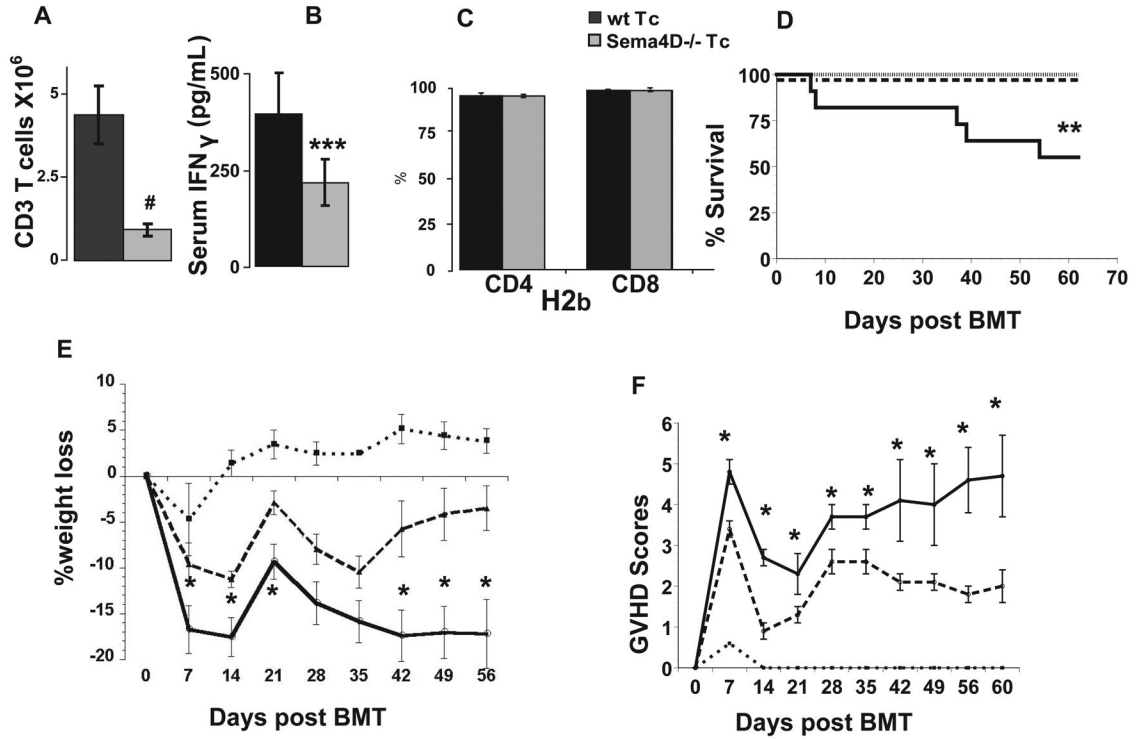 A
CD3 T cells X10⁶
5
2.5
0
#
B
Serum IFNγ (pg/mL)
500
250
0
***
C
wt Tc
Sema4D-/- Tc
%
100
75
50
25
0
CD4
CD8
H2b
D
% Survival
100
75
50
25
0
**
0 10 20 30 40 50 60 70
Days post BMT
E
%weight loss
10
5
0
-5
-10
-15
-20
* * * * * *
0 7 14 21 28 35 42 49 56
Days post BMT
F
GVHD Scores
6
5
4
3
2
1
0
* * * * * * * * *
0 7 14 21 28 35 42 49 56 60
Days post BMT